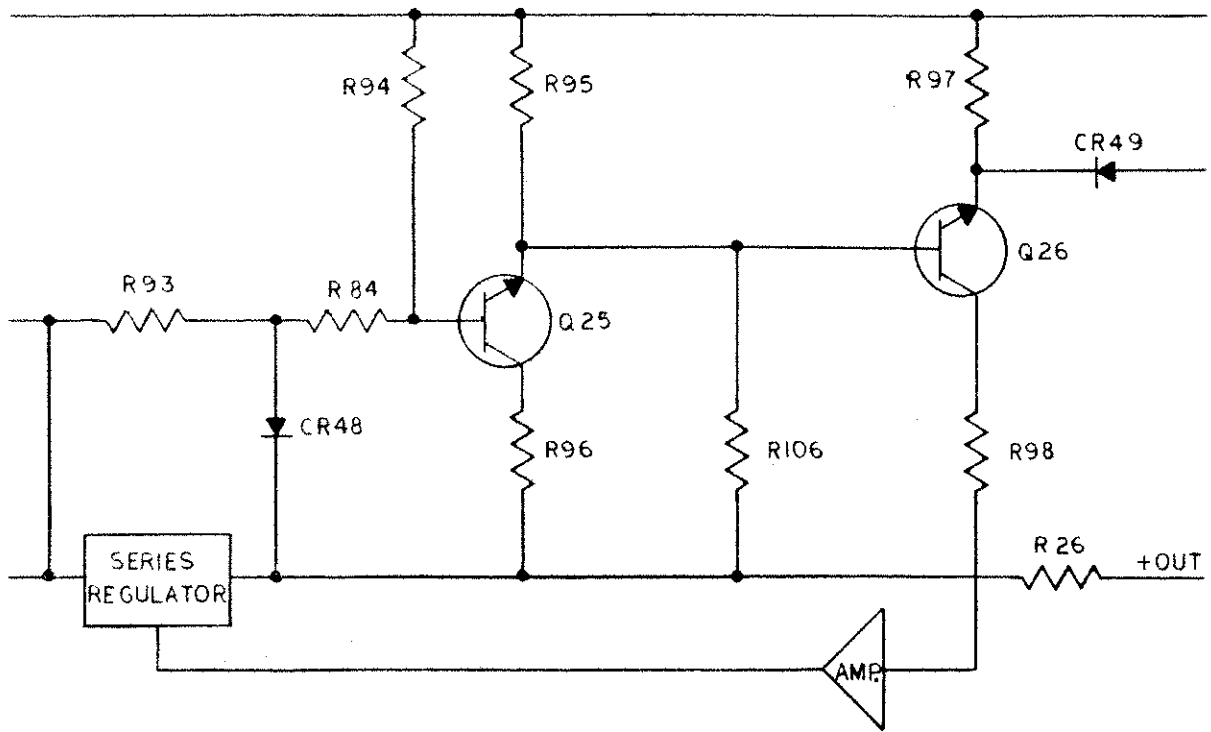 R94
R95
R97
CR49
Q26
R93
R84
Q25
CR48
R96
R106
R98
SERIES
REGULATOR
R26
+OUT
AMP.